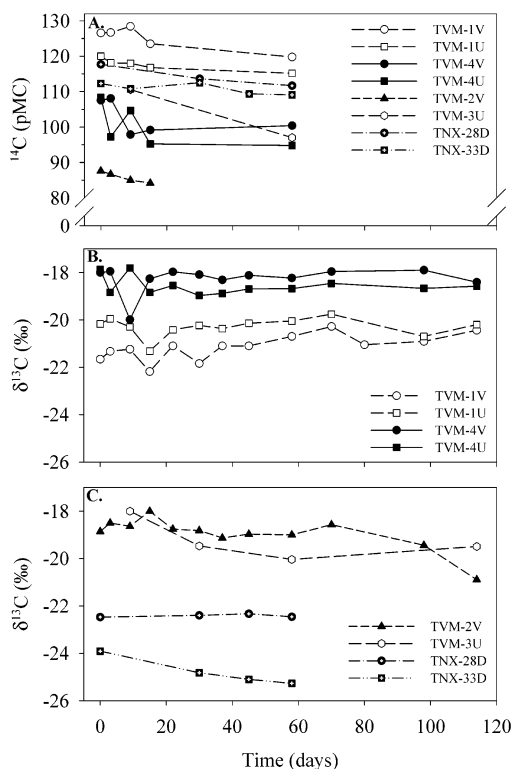 A.
130
120
110
100
90
80
0
¹⁴C (pMC)
TVM-1V
TVM-1U
TVM-4V
TVM-4U
TVM-2V
TVM-3U
TNX-28D
TNX-33D
B.
-18
-20
-22
-24
-26
δ¹³C (‰)
TVM-1V
TVM-1U
TVM-4V
TVM-4U
C.
-18
-20
-22
-24
-26
δ¹³C (‰)
TVM-2V
TVM-3U
TNX-28D
TNX-33D
0 20 40 60 80 100 120
Time (days)